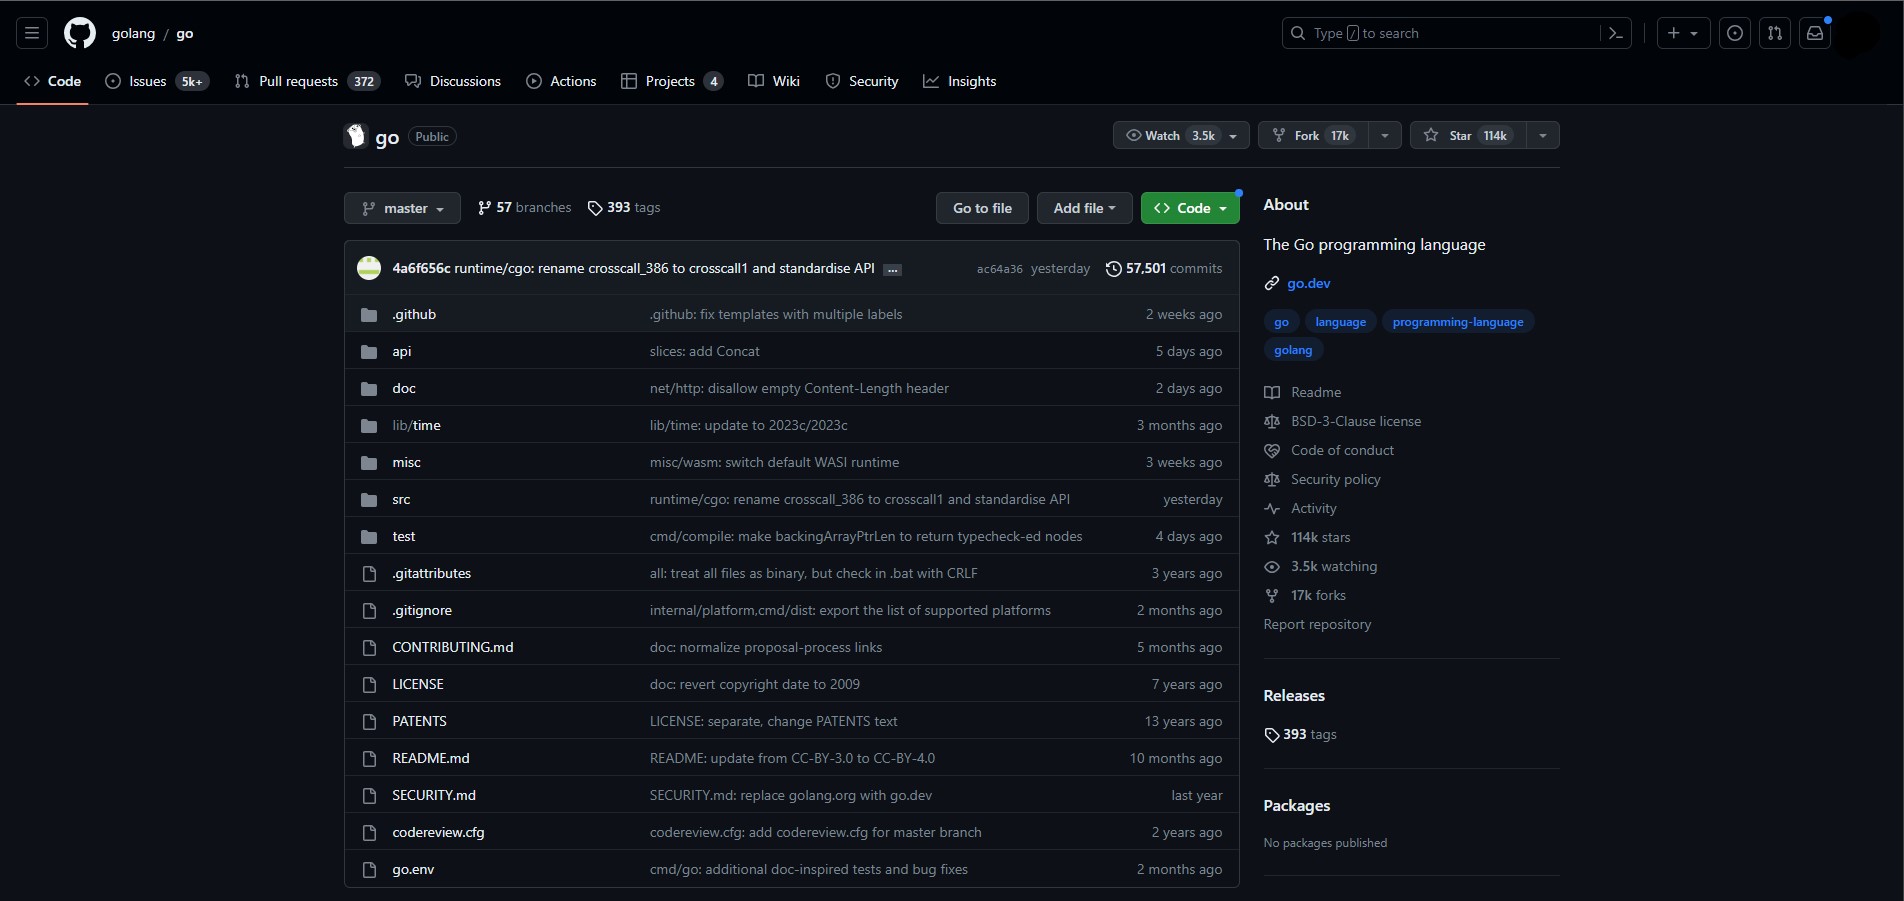 golang / go
Type / to search
Code Issues 5k+ Pull requests 372 Discussions Actions Projects 4 Wiki Security Insights
go Public
Watch 3.5k Fork 17k Star 114k
master 57 branches 393 tags Go to file Add file Code
4a6f656c runtime/cgo: rename crosscall_386 to crosscall1 and standardise API ... ac64a36 yesterday 57,501 commits
.github .github: fix templates with multiple labels 2 weeks ago
api slices: add Concat 5 days ago
doc net/http: disallow empty Content-Length header 2 days ago
lib/time lib/time: update to 2023c/2023c 3 months ago
misc misc/wasm: switch default WASI runtime 3 weeks ago
src runtime/cgo: rename crosscall_386 to crosscall1 and standardise API yesterday
test cmd/compile: make backingArrayPtrLen to return typecheck-ed nodes 4 days ago
.gitattributes all: treat all files as binary, but check in .bat with CRLF 3 years ago
.gitignore internal/platform,cmd/dist: export the list of supported platforms 2 months ago
CONTRIBUTING.md doc: normalize proposal-process links 5 months ago
LICENSE doc: revert copyright date to 2009 7 years ago
PATENTS LICENSE: separate, change PATENTS text 13 years ago
README.md README: update from CC-BY-3.0 to CC-BY-4.0 10 months ago
SECURITY.md SECURITY.md: replace golang.org with go.dev last year
codereview.cfg codereview.cfg: add codereview.cfg for master branch 2 years ago
go.env cmd/go: additional doc-inspired tests and bug fixes 2 months ago
About
The Go programming language
go.dev
go language programming-language
golang
Readme
BSD-3-Clause license
Code of conduct
Security policy
Activity
114k stars
3.5k watching
17k forks
Report repository
Releases
393 tags
Packages
No packages published